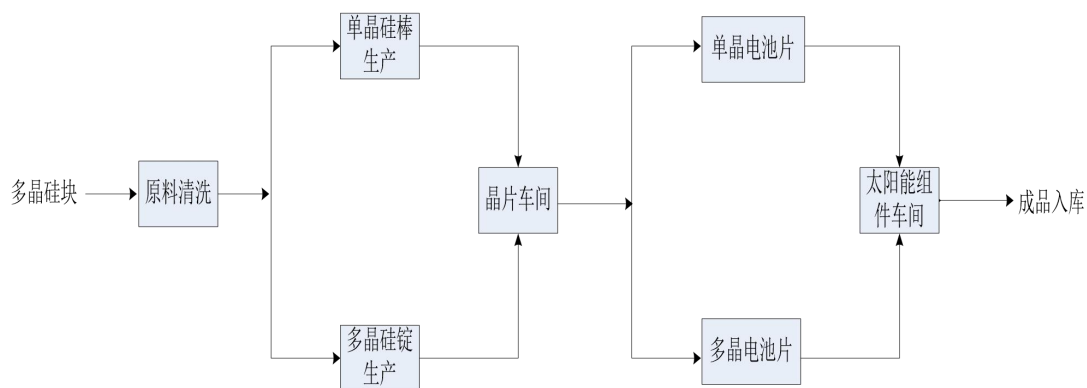 多晶硅块
原料清洗
单晶硅棒
生产
多晶硅锭
生产
晶片车间
单晶电池片
多晶电池片
太阳能组
件车间
成品入库